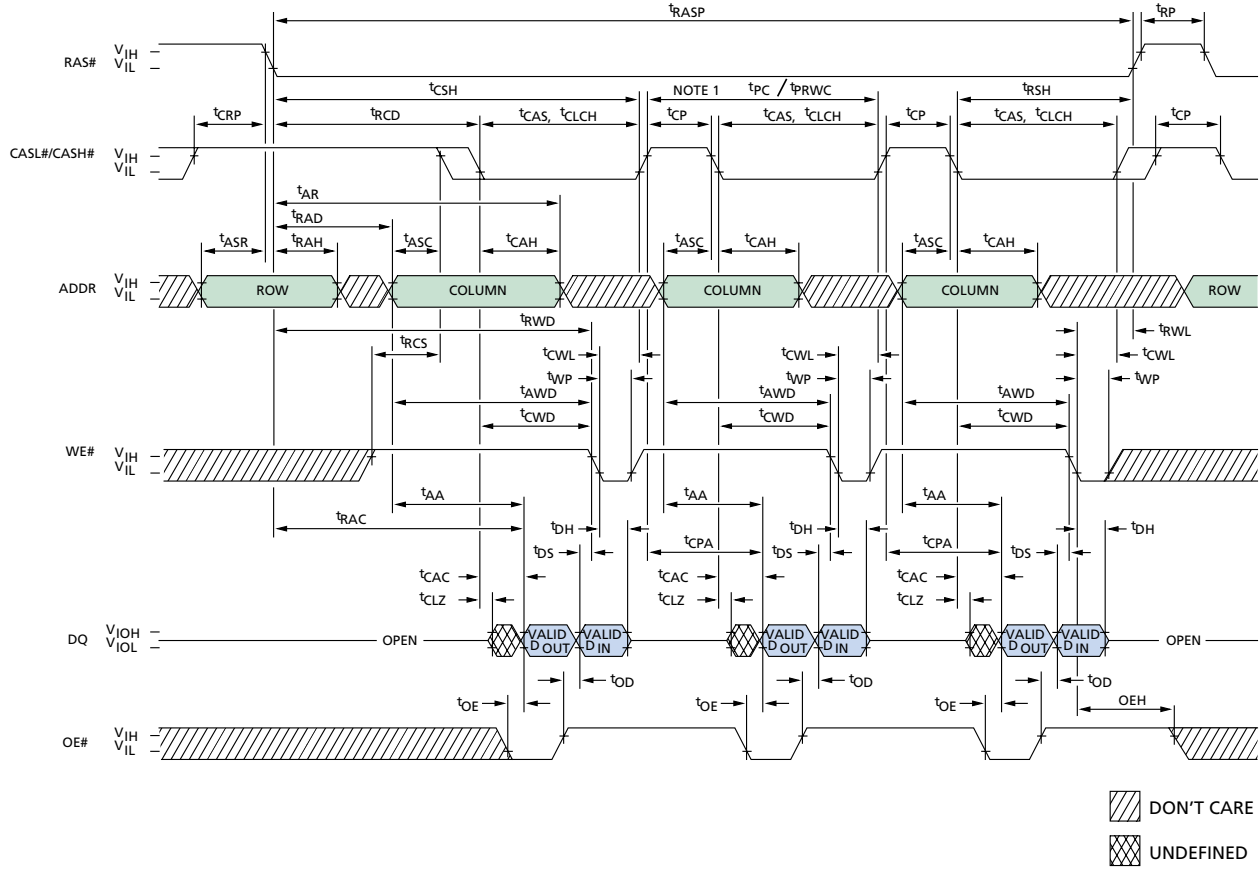 tRASP tRP
RAS# VIH
VIL
tCSH NOTE 1 tPC / tPRWC tRSH
tCRP tRCD tCAS, tCLCH tCP tCAS, tCLCH tCP tCAS, tCLCH tCP
CASL#/CASH# VIH
VIL
tAR
tRAD
tASR tRAH tASC tCAH tASC tCAH tASC tCAH
ADDR VIH
VIL
ROW COLUMN COLUMN COLUMN ROW
tRWD tRWL
tRCS tCWL tCWL tCWL
tWP tWP tWP
tAWD tAWD tAWD
tCWD tCWD tCWD
WE# VIH
VIL
tAA tAA tAA
tRAC tDH tDH tDH
tDS tCPA tDS tCPA tDS
tCAC tCAC tCAC
tCLZ tCLZ tCLZ
DQ VIOH
VIOL
OPEN VALID DOUT VALID DIN VALID DOUT VALID DIN VALID DOUT VALID DIN OPEN
tOD tOD tOD
tOE tOE tOE OEH
OE# VIH
VIL
DON'T CARE
UNDEFINED